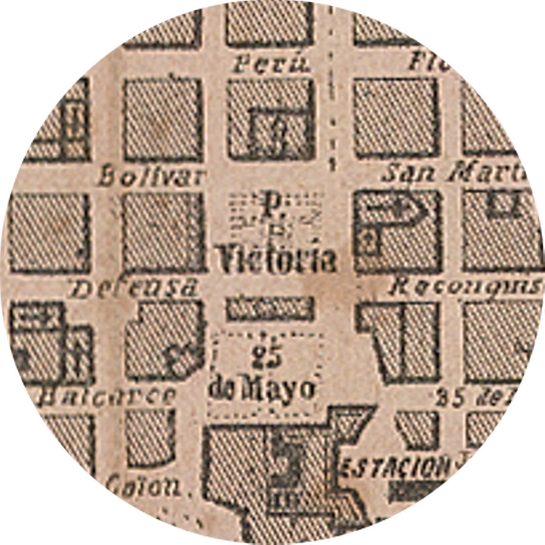 Perú
Flo
Bolivar
San Mart
P.
Victoria
Defensa
Reconquis
25
de Mayo
Balcarce
25 de
ESTACION
Colon.